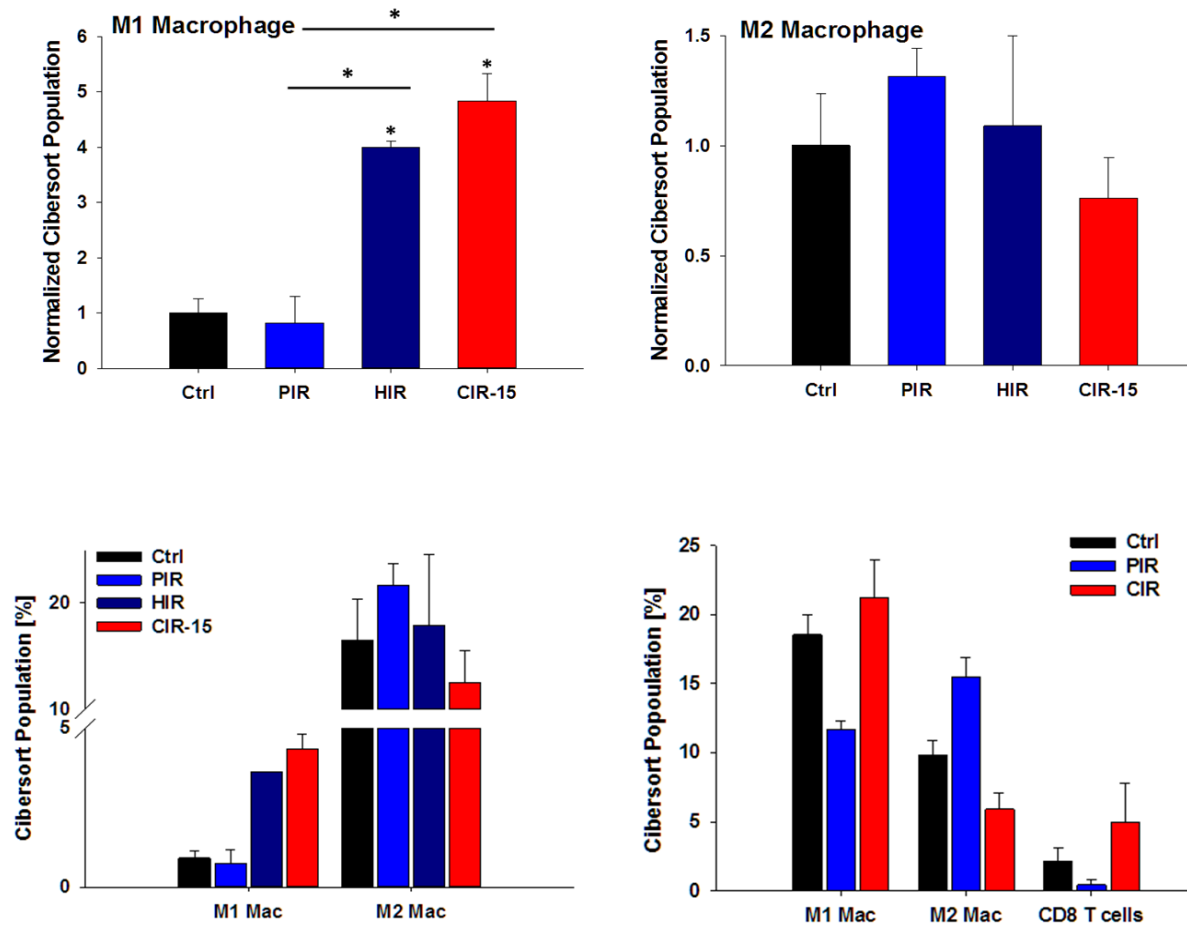 M1 Macrophage
*
*
*
*
Normalized Cibersort Population
6
5
4
3
2
1
0
Ctrl
PIR
HIR
CIR-15
M2 Macrophage
Normalized Cibersort Population
1.5
1.0
0.5
0.0
Ctrl
PIR
HIR
CIR-15
Ctrl
PIR
HIR
CIR-15
Cibersort Population [%]
20
10
5
0
M1 Mac
M2 Mac
Ctrl
PIR
CIR
Cibersort Popoulation [%]
25
20
15
10
5
0
M1 Mac
M2 Mac
CD8 T cells